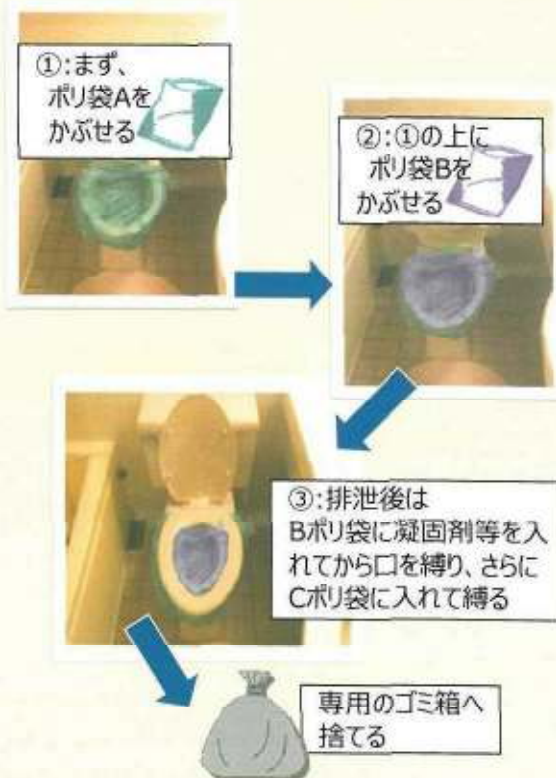 ①:まず、
ポリ袋Aを
かぶせる
②:①の上に
ポリ袋Bを
かぶせる
③:排泄後は
Bポリ袋に凝固剤等を入
れてから口を縛り、さらに
Cポリ袋に入れて縛る
専用のゴミ箱へ
捨てる